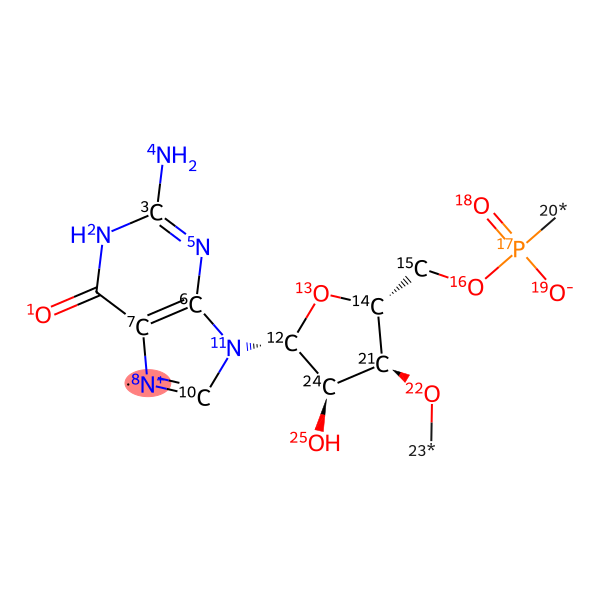 ⁴NH₂
³C
H²N
⁵N
¹⁸O
²⁰*
¹⁷P
¹⁵C
¹⁶O
¹⁹O⁻
¹³O
¹⁴C
⁶C
¹O
⁷C
¹¹N
¹²C
²¹C
.⁸N⁺
¹⁰C
²⁴C
²²O
²⁵OH
²³*